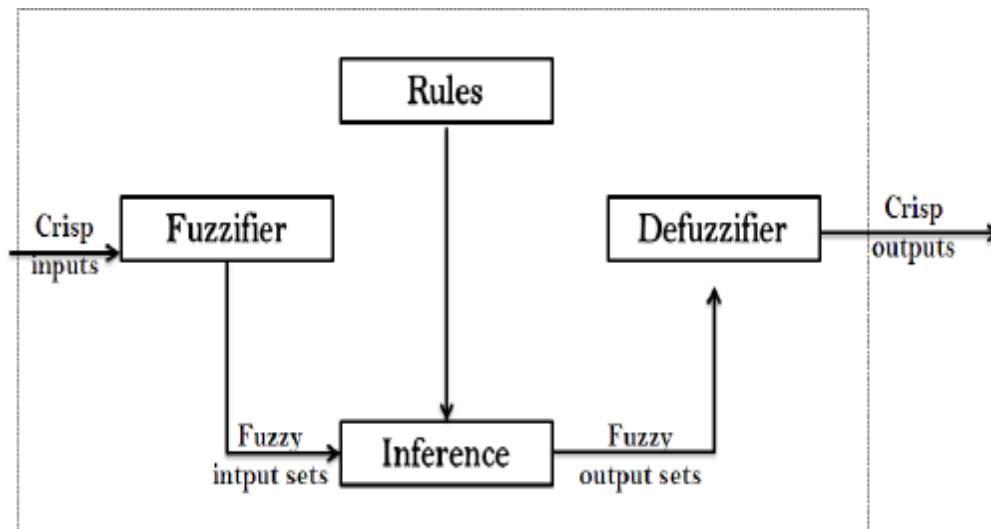 Rules
Crisp
inputs
Fuzzifier
Defuzzifier
Crisp
outputs
Fuzzy
intput sets
Inference
Fuzzy
output sets